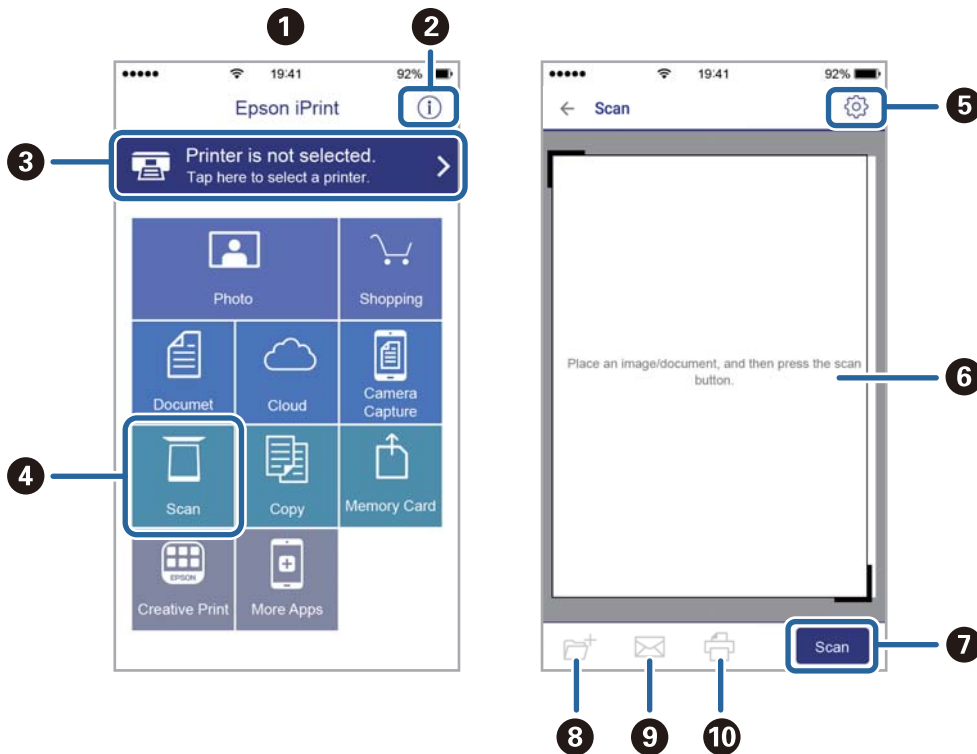 1
2
19:41
92%
Epson iPrint
3
Printer is not selected.
Tap here to select a printer.
Photo
Shopping
Documet
Cloud
Camera
Capture
4
Scan
Copy
Memory Card
EPSON
Creative Print
More Apps
19:41
92%
Scan
5
Place an image/document, and then press the scan
button.
6
Scan
7
8
9
10